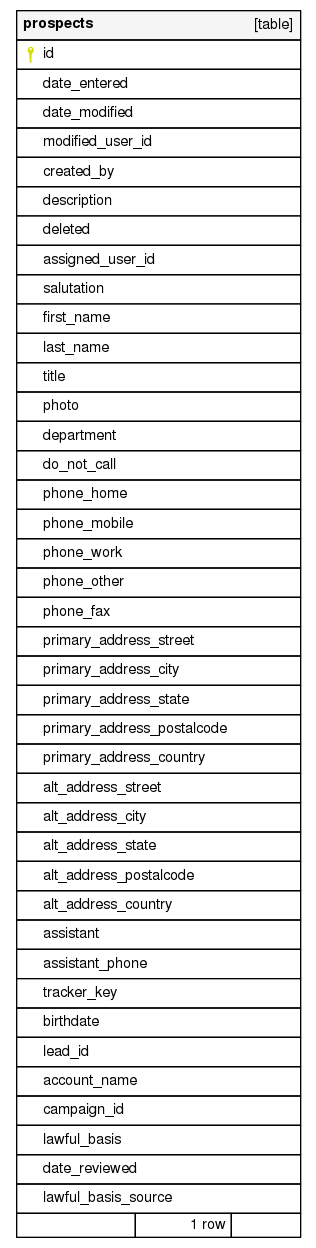 prospects [table]
id
date_entered
date_modified
modified_user_id
created_by
description
deleted
assigned_user_id
salutation
first_name
last_name
title
photo
department
do_not_call
phone_home
phone_mobile
phone_work
phone_other
phone_fax
primary_address_street
primary_address_city
primary_address_state
primary_address_postalcode
primary_address_country
alt_address_street
alt_address_city
alt_address_state
alt_address_postalcode
alt_address_country
assistant
assistant_phone
tracker_key
birthdate
lead_id
account_name
campaign_id
lawful_basis
date_reviewed
lawful_basis_source
1 row